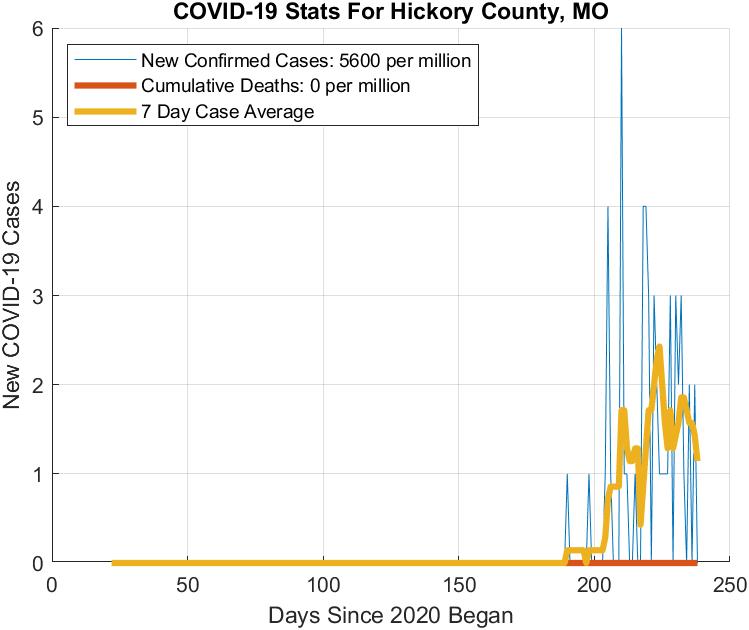 COVID-19 Stats For Hickory County, MO
New Confirmed Cases: 5600 per million
Cumulative Deaths: 0 per million
7 Day Case Average
New COVID-19 Cases
6
5
4
3
2
1
0
0 50 100 150 200 250
Days Since 2020 Began